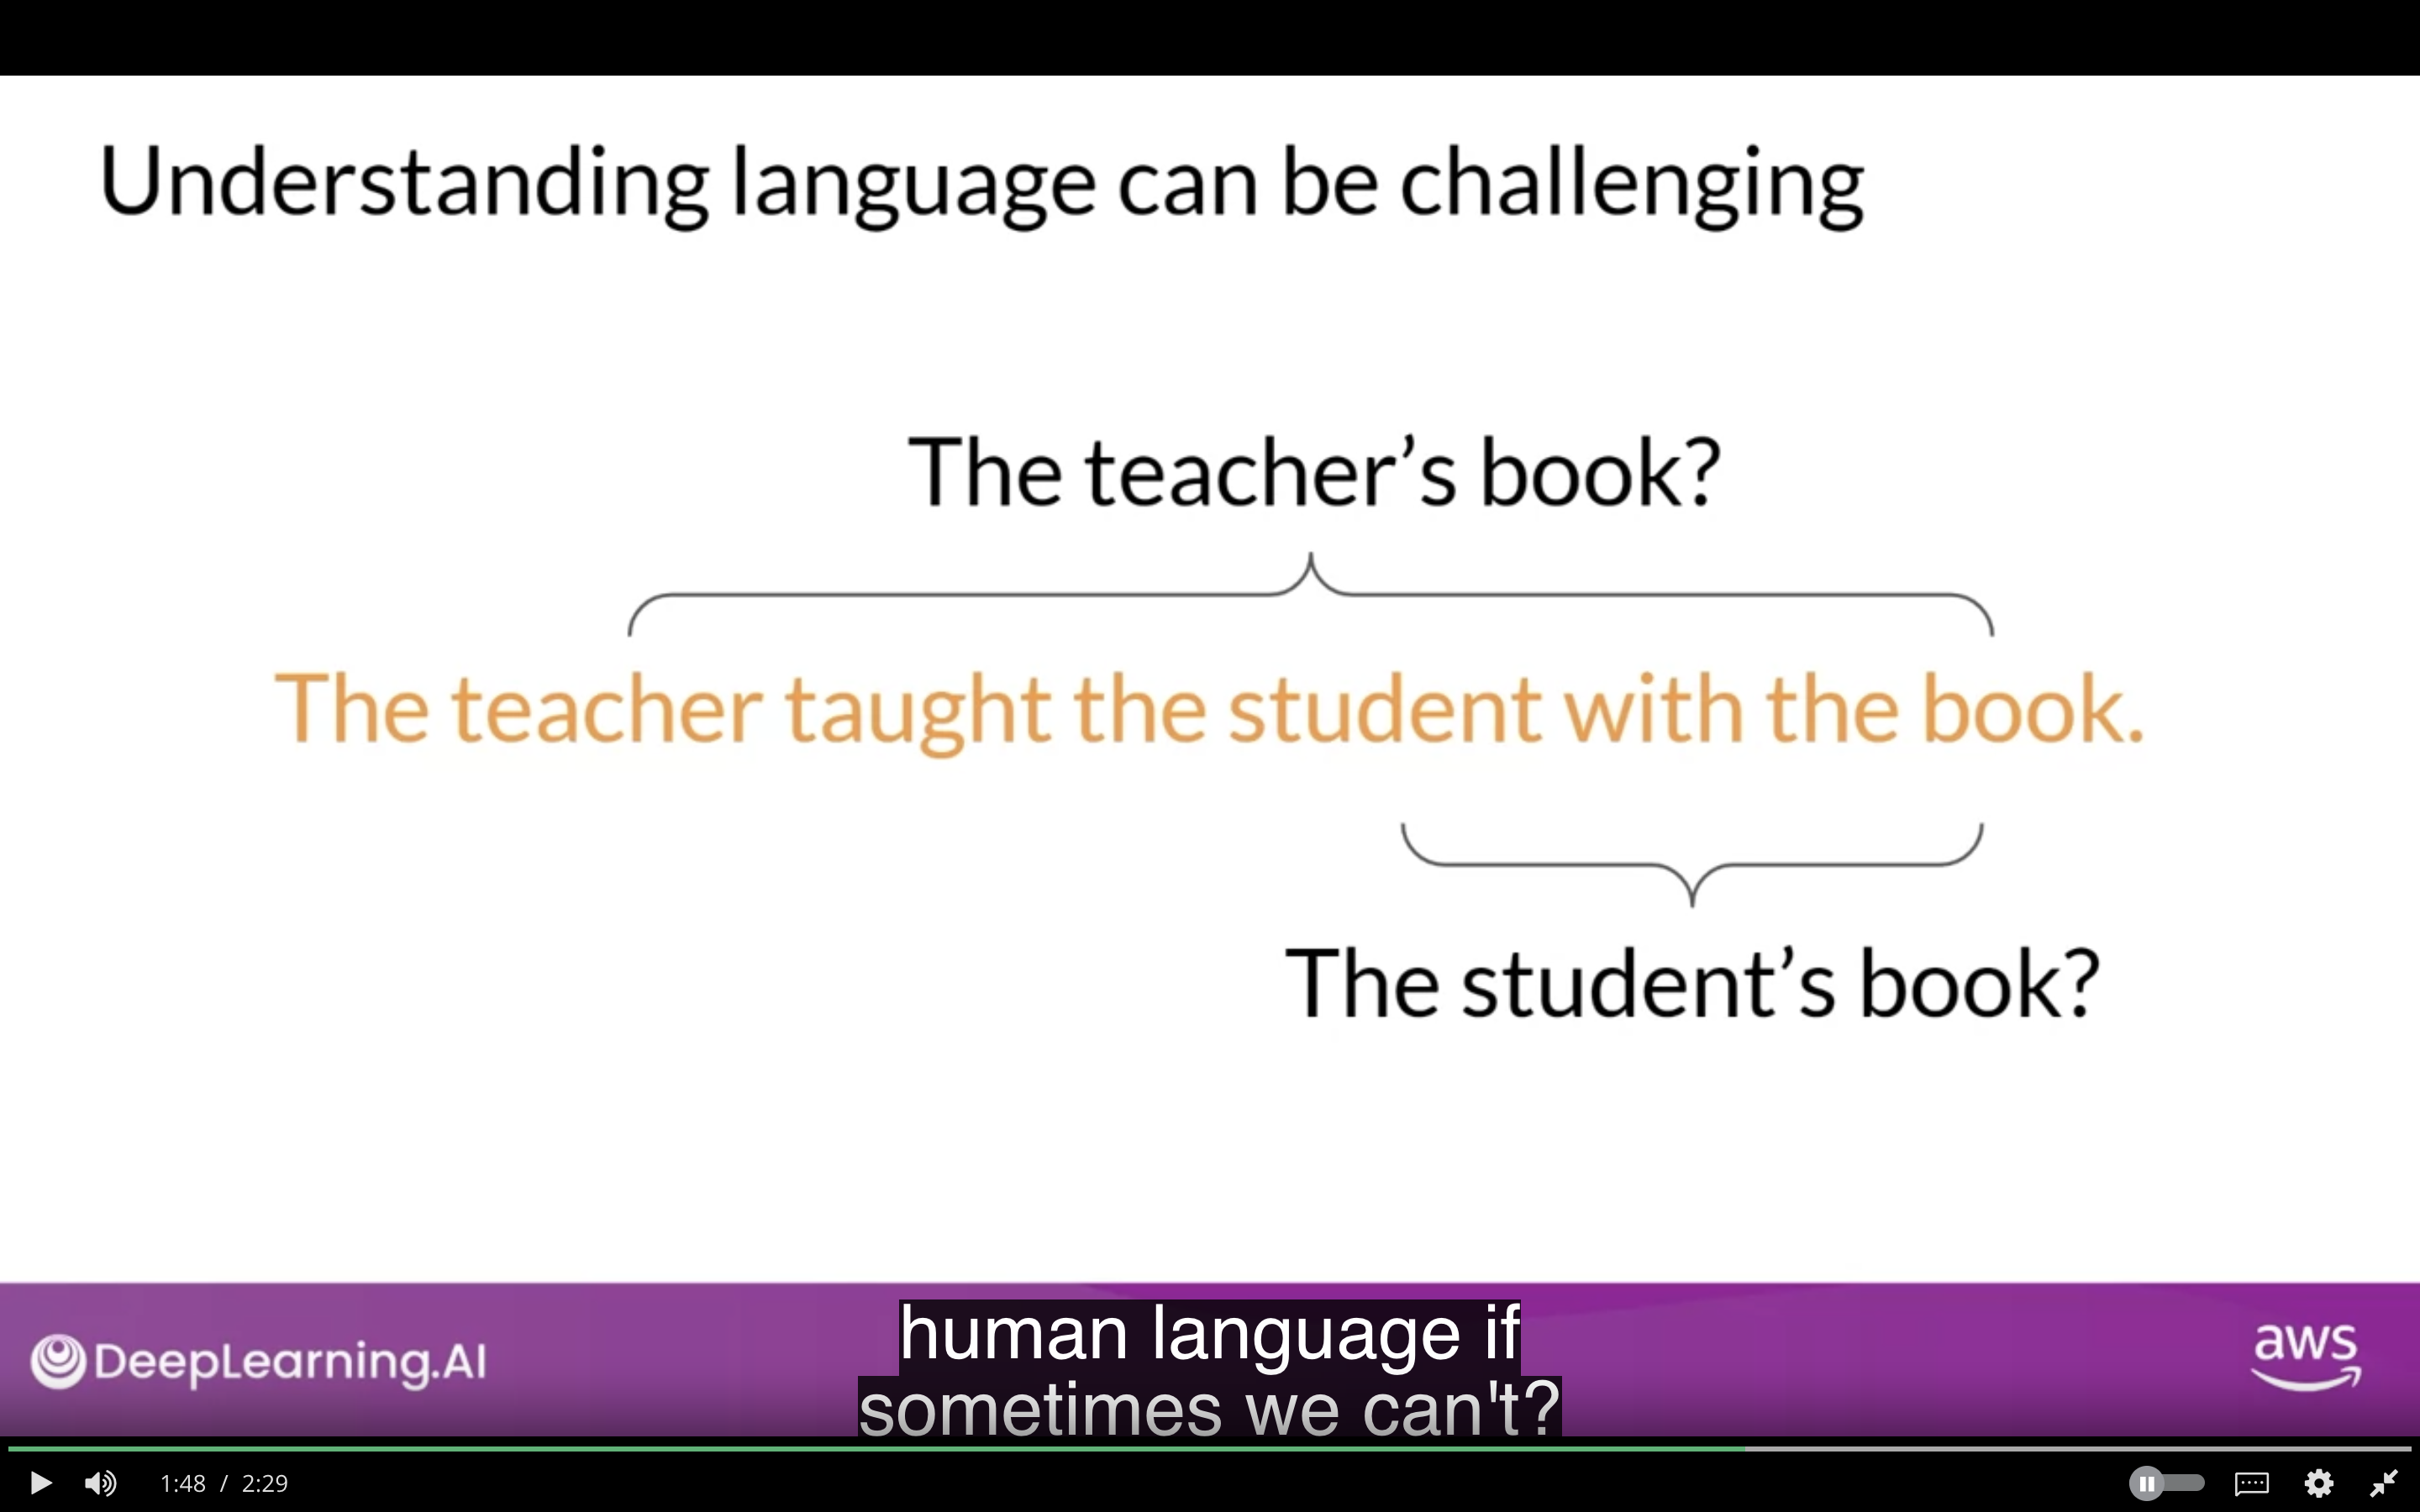 Understanding language can be challenging
The teacher’s book?
The teacher taught the student with the book.
The student’s book?
DeepLearning.AI
human language if
sometimes we can't?
aws
1:48 / 2:29